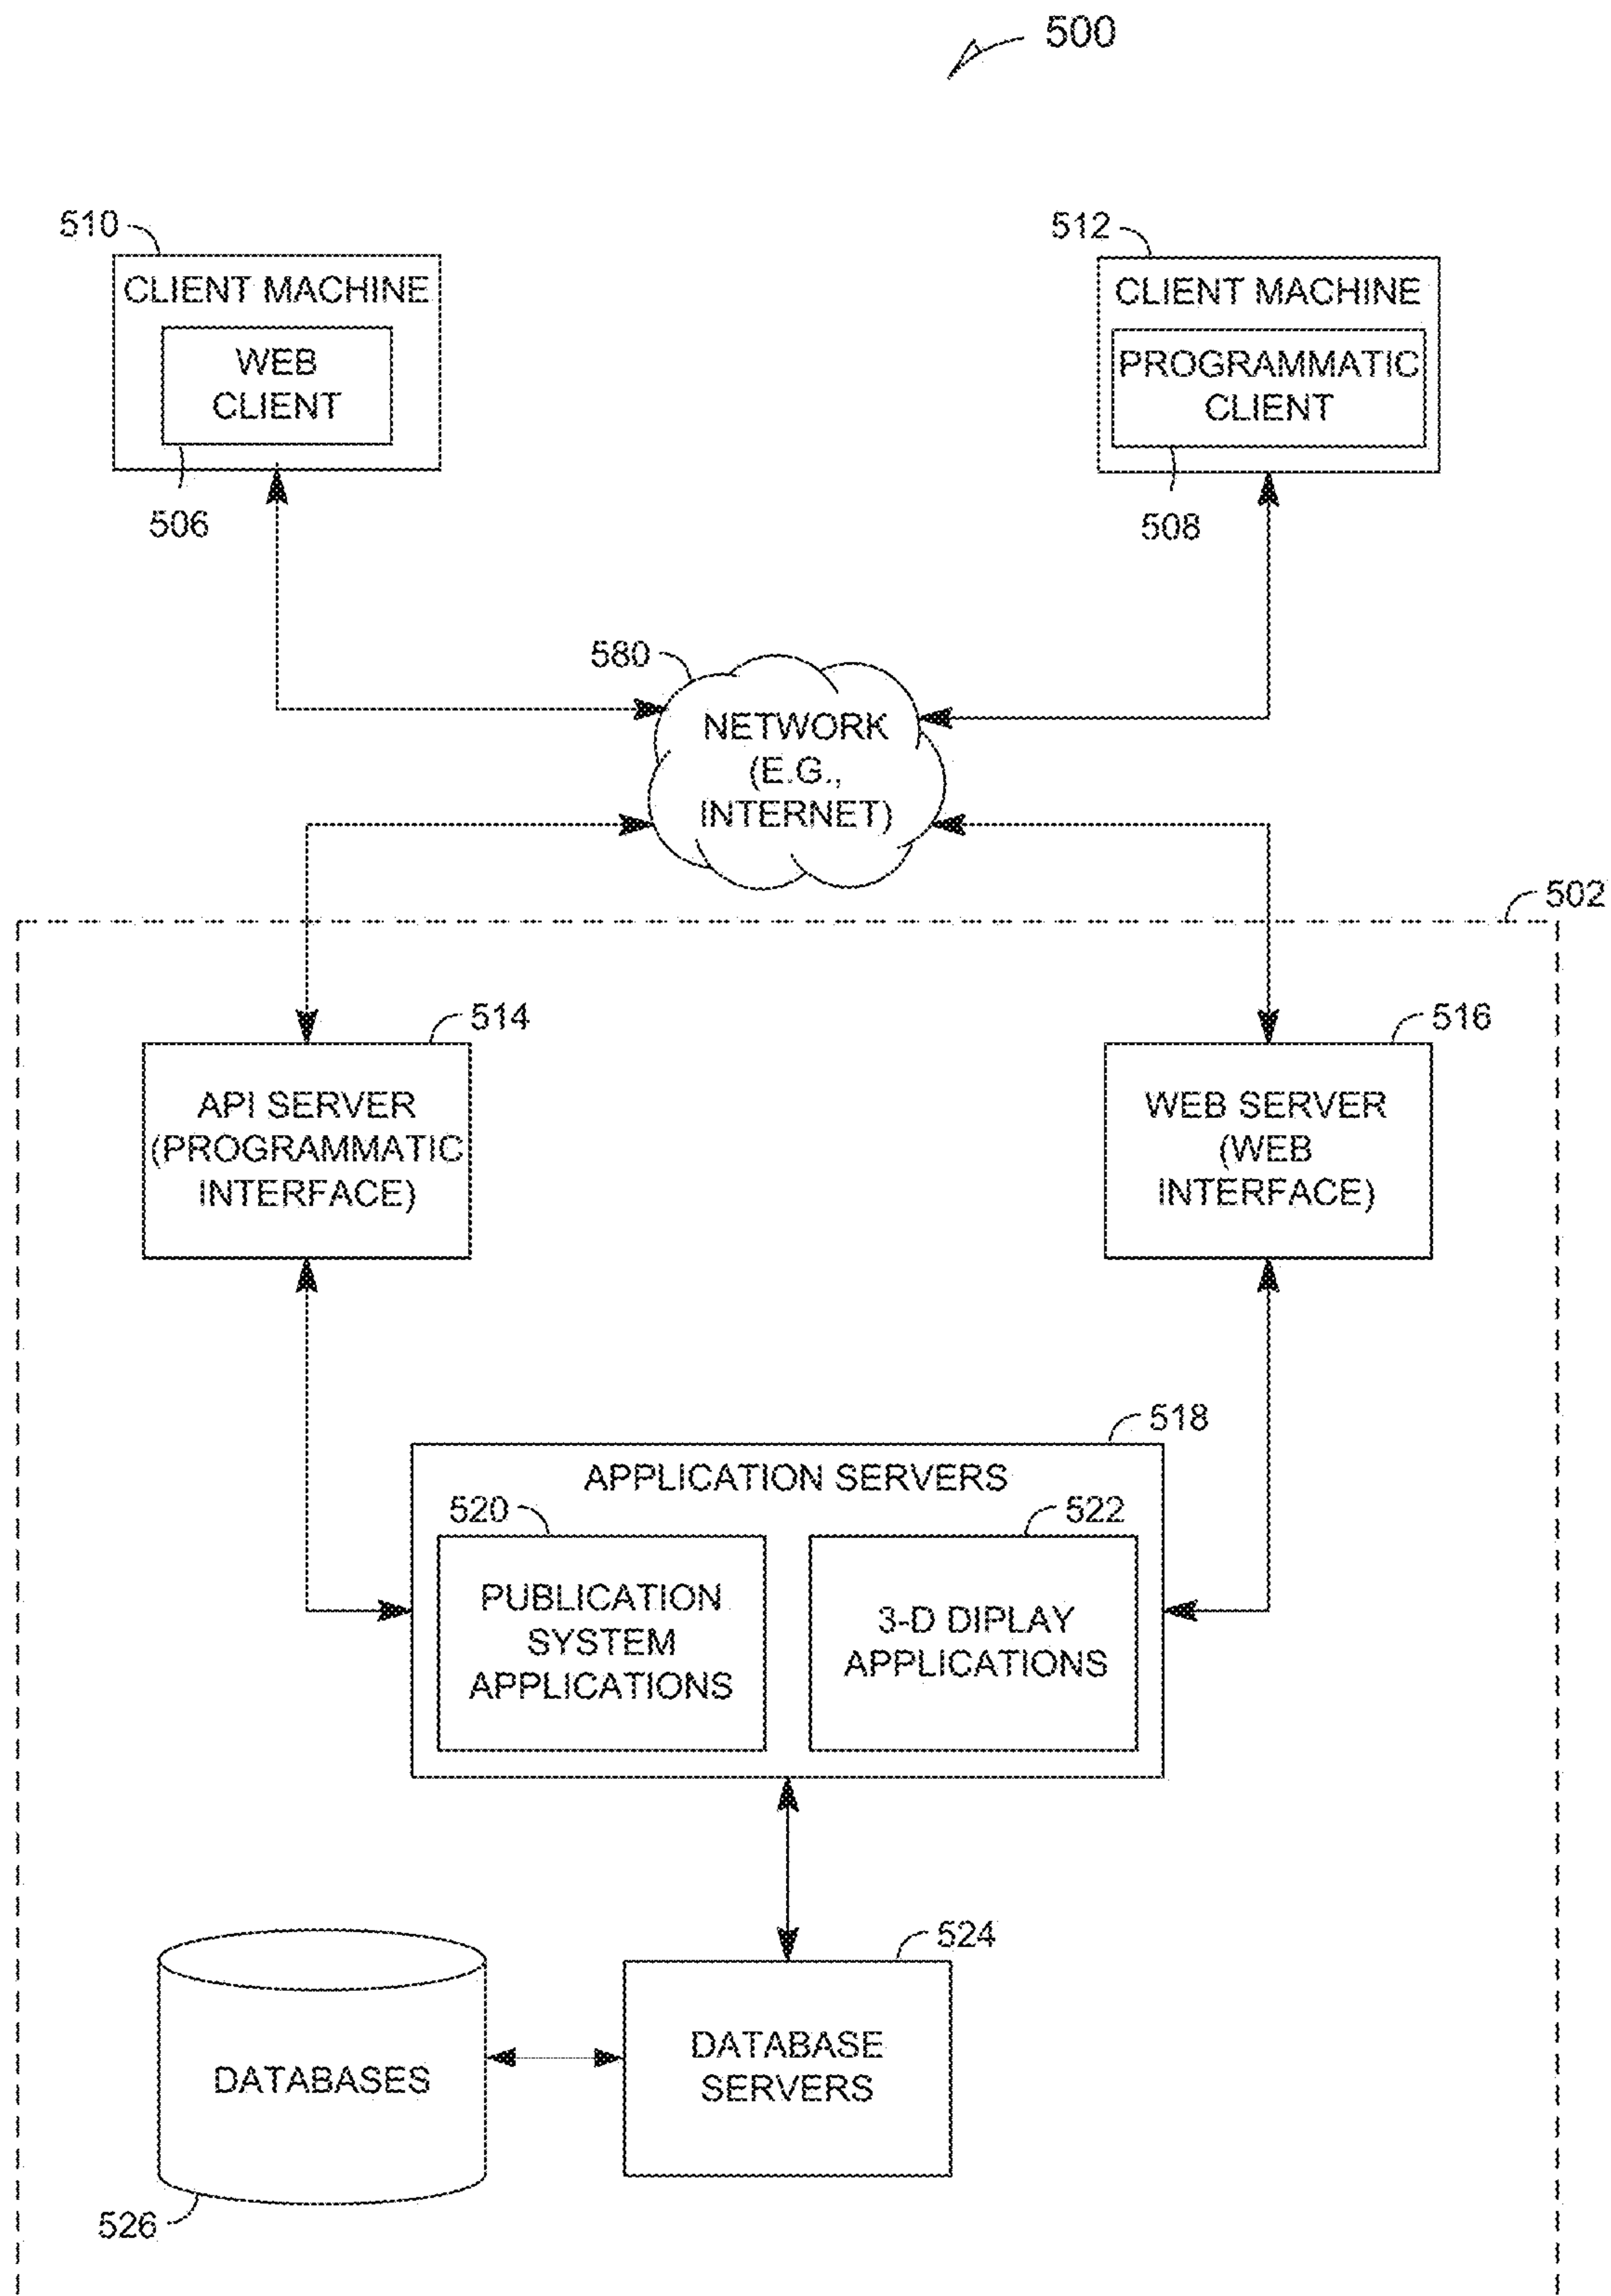 500
510
512
CLIENT MACHINE
WEB
CLIENT
506
CLIENT MACHINE
PROGRAMMATIC
CLIENT
508
580
NETWORK
(E.G.,
INTERNET)
502
514
API SERVER
(PROGRAMMATIC
INTERFACE)
516
WEB SERVER
(WEB
INTERFACE)
518
APPLICATION SERVERS
520
PUBLICATION
SYSTEM
APPLICATIONS
522
3-D DIPLAY
APPLICATIONS
524
DATABASE
SERVERS
DATABASES
526